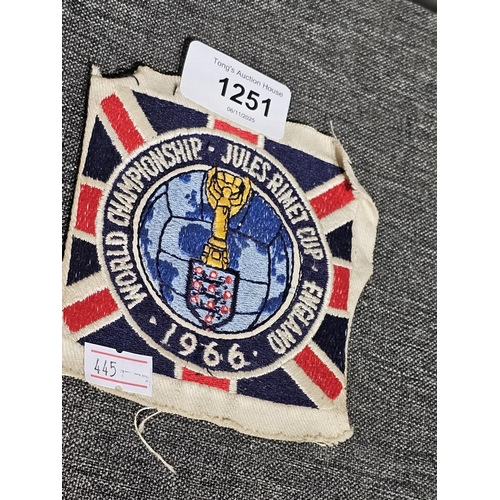 Tong's Auction House
1251
06/11/2025
WORLD CHAMPIONSHIP · JULES RIMET CUP · ENGLAND
· 1966 ·
445